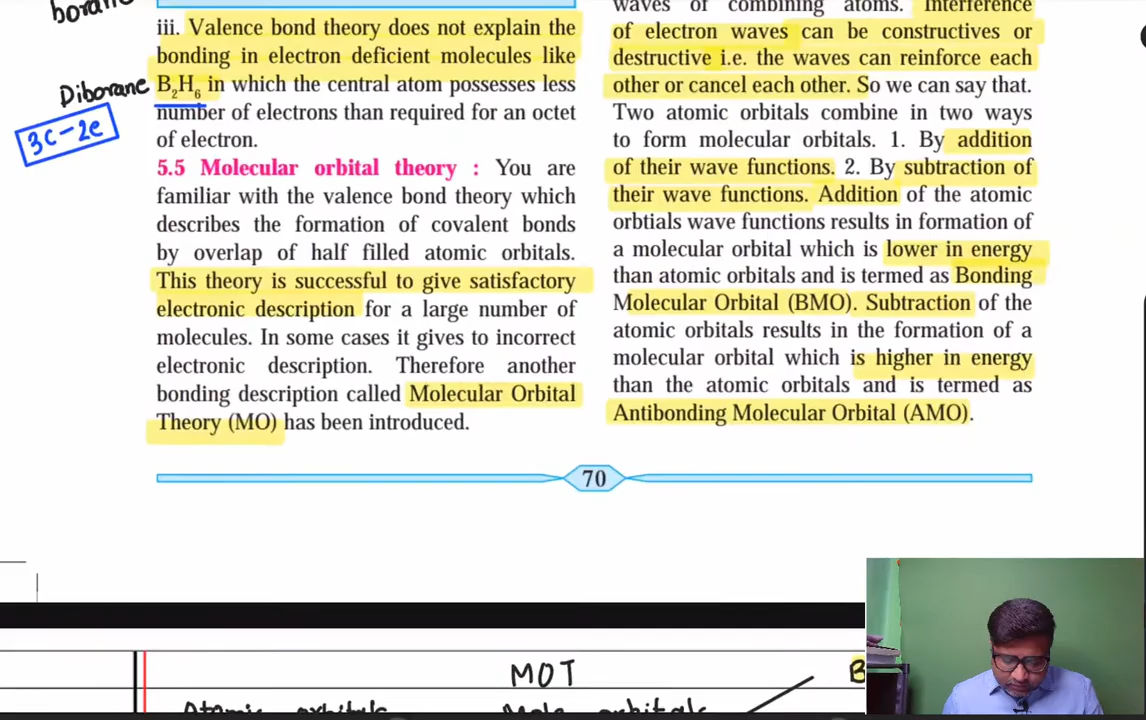 borane
iii. Valence bond theory does not explain the
bonding in electron deficient molecules like
Diborane
B2H6 in which the central atom possesses less
number of electrons than required for an octet
3c-2e
of electron.
5.5 Molecular orbital theory : You are
familiar with the valence bond theory which
describes the formation of covalent bonds
by overlap of half filled atomic orbitals.
This theory is successful to give satisfactory
electronic description for a large number of
molecules. In some cases it gives to incorrect
electronic description. Therefore another
bonding description called Molecular Orbital
Theory (MO) has been introduced.
waves of combining atoms. Interference
of electron waves can be constructives or
destructive i.e. the waves can reinforce each
other or cancel each other. So we can say that.
Two atomic orbitals combine in two ways
to form molecular orbitals. 1. By addition
of their wave functions. 2. By subtraction of
their wave functions. Addition of the atomic
orbtials wave functions results in formation of
a molecular orbital which is lower in energy
than atomic orbitals and is termed as Bonding
Molecular Orbital (BMO). Subtraction of the
atomic orbitals results in the formation of a
molecular orbital which is higher in energy
than the atomic orbitals and is termed as
Antibonding Molecular Orbital (AMO).
70
MOT
B
Atomic orbitals
Mole orbitals